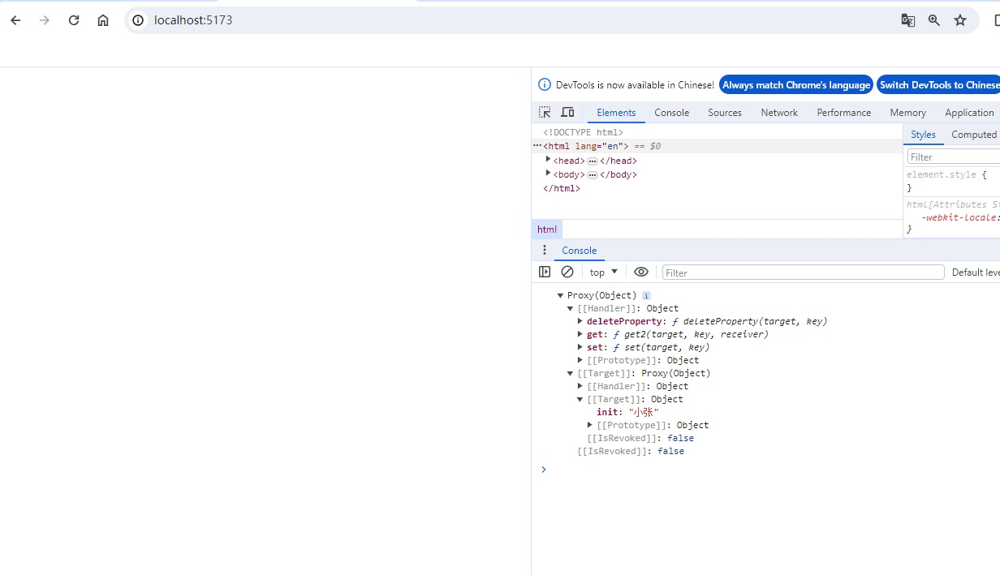 localhost:5173
DevTools is now available in Chinese! Always match Chrome's language Switch DevTools to Chinese
Elements Console Sources Network Performance Memory Application
<!DOCTYPE html>
<html lang="en"> == $0
<head> </head>
<body> </body>
</html>
html
Styles Computed
Filter
element.style {
}
html[Attributes St
-webkit-locale:
}
Console
top Filter Default leve
Proxy(Object) i
[[Handler]]: Object
deleteProperty: ƒ deleteProperty(target, key)
get: ƒ get2(target, key, receiver)
set: ƒ set(target, key)
[[Prototype]]: Object
[[Target]]: Proxy(Object)
[[Handler]]: Object
[[Target]]: Object
init: "小张"
[[Prototype]]: Object
[[IsRevoked]]: false
[[IsRevoked]]: false